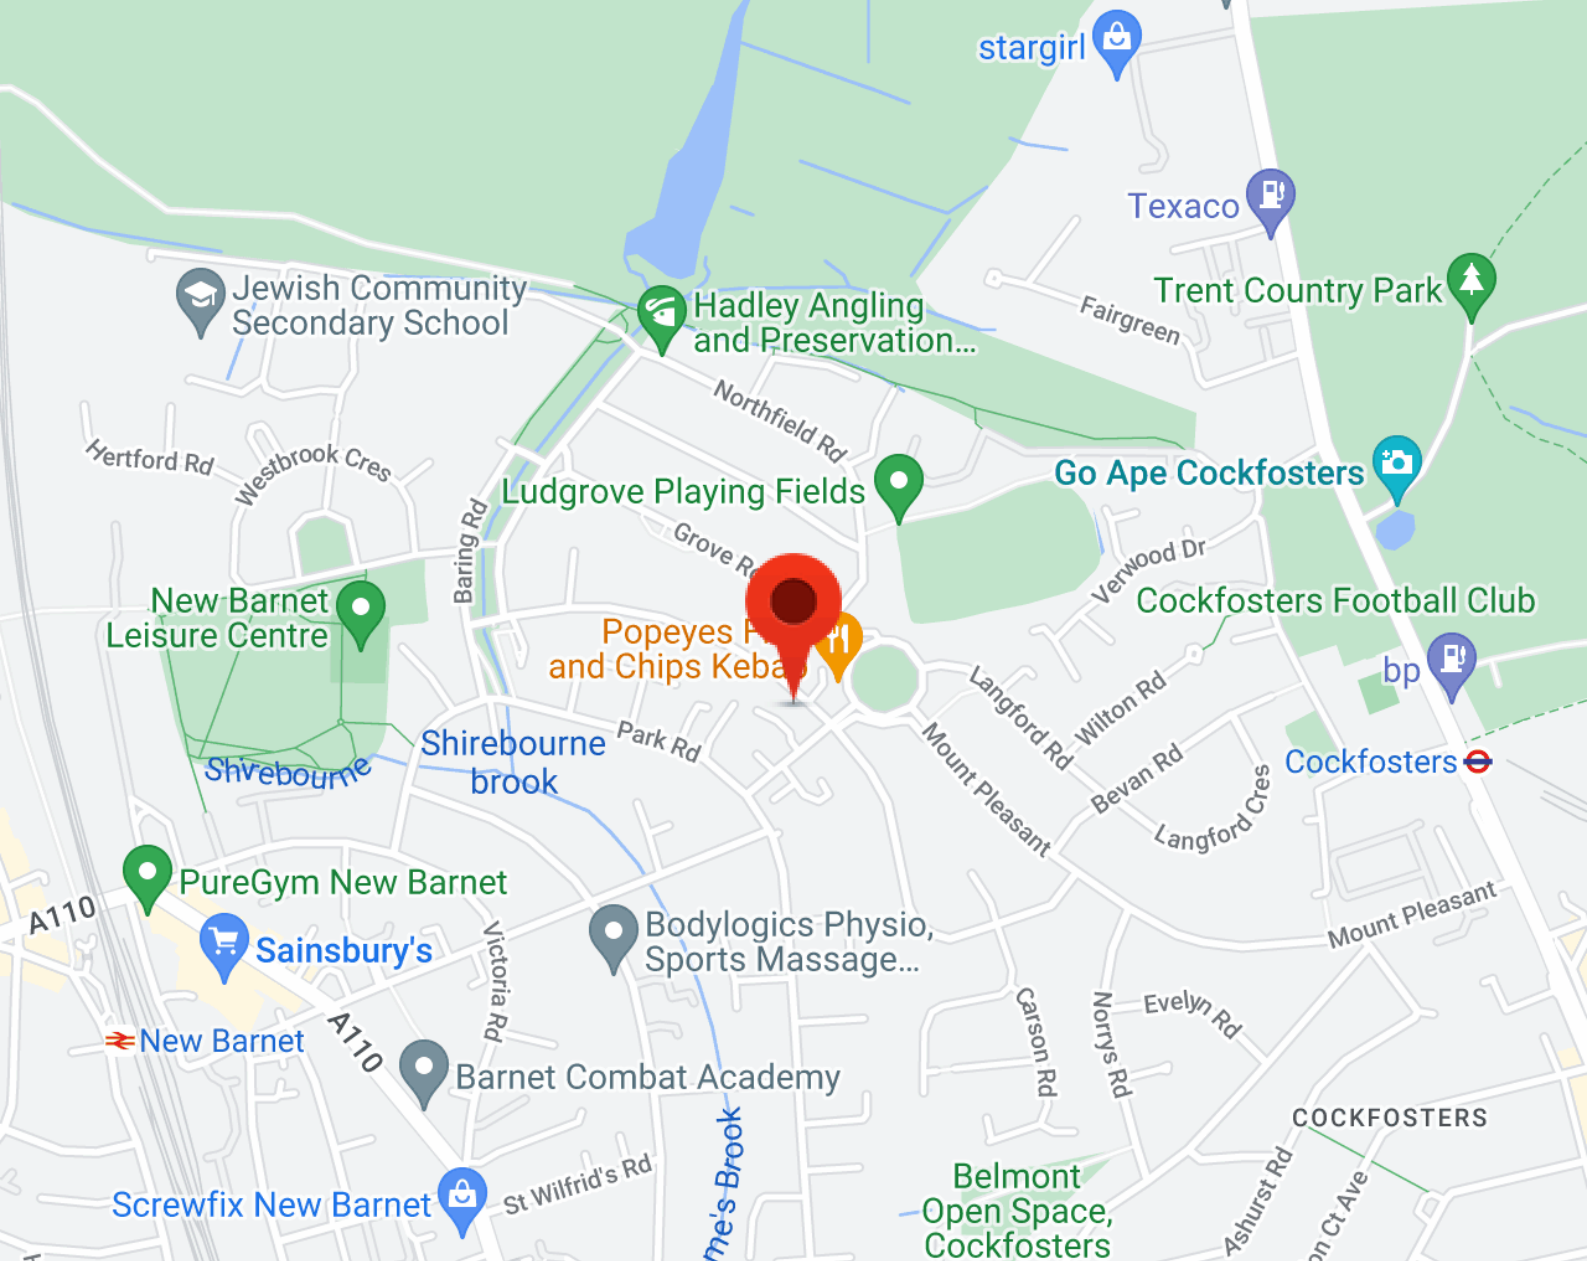 stargirl
Texaco
Trent Country Park
Jewish Community
Secondary School
Hadley Angling
and Preservation...
Fairgreen
Northfield Rd
Hertford Rd
Westbrook Cres
Go Ape Cockfosters
Ludgrove Playing Fields
Baring Rd
Grove
Verwood Dr
New Barnet
Leisure Centre
Cockfosters Football Club
Popeyes
and Chips Kebab
bp
Langford Rd
Wilton Rd
Park Rd
Shirebourne
brook
Shirebourne
Mount Pleasant
Bevan Rd
Cockfosters
Langford Cres
PureGym New Barnet
A110
Sainsbury's
Victoria Rd
Bodylogics Physio,
Sports Massage...
Mount Pleasant
New Barnet
A110
Carson Rd
Norrys Rd
Evelyn Rd
Barnet Combat Academy
COCKFOSTERS
me's Brook
St Wilfrid's Rd
Screwfix New Barnet
Belmont
Open Space,
Cockfosters
Ashurst Rd
on Ct Ave